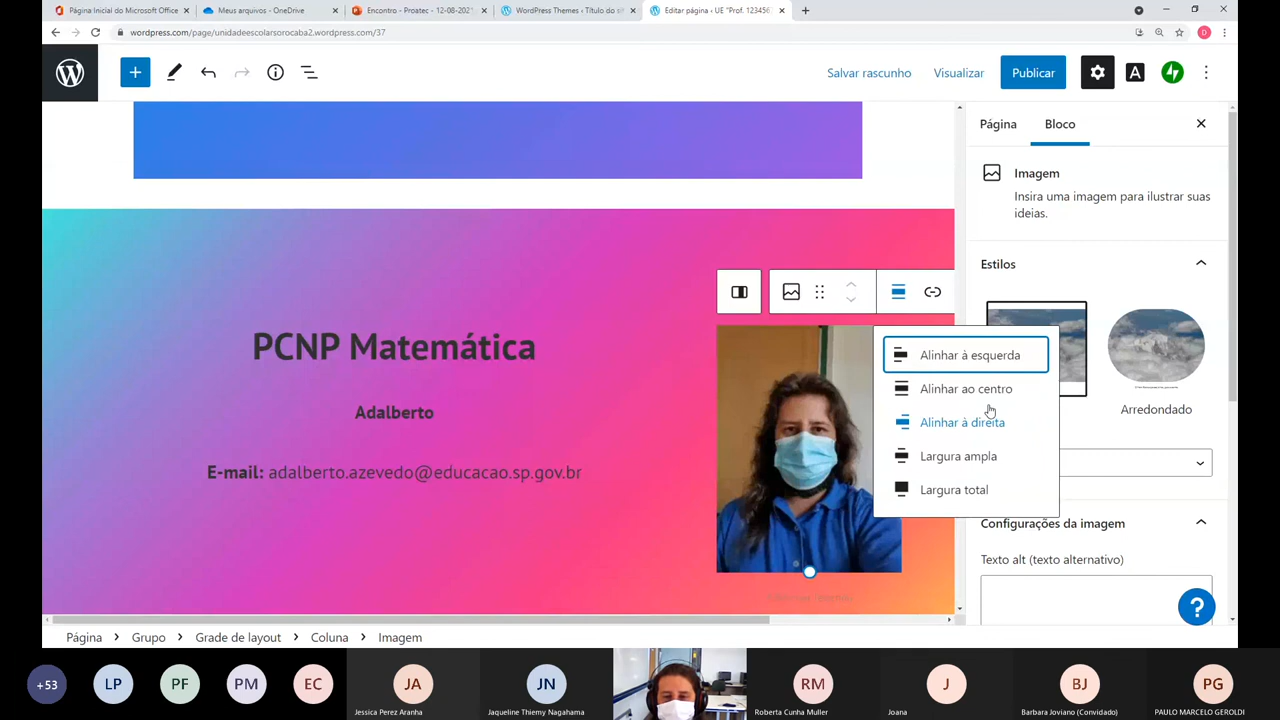 Página Inicial do Microsoft Office
Meus arquivos - OneDrive
Encontro - Proatec - 12-08-2021
WordPress Themes ‹ Título do si
Editar página ‹ UE "Prof. 123456
wordpress.com/page/unidadeescolarsorocaba2.wordpress.com/37
D
Salvar rascunho
Visualizar
Publicar
A
Página
Bloco
Imagem
Insira uma imagem para ilustrar suas
ideias.
Estilos
Arredondado
PCNP Matemática
Adalberto
E-mail: adalberto.azevedo@educacao.sp.gov.br
Alinhar à esquerda
Alinhar ao centro
Alinhar à direita
Largura ampla
Largura total
Configurações da imagem
Texto alt (texto alternativo)
?
Página
Grupo
Grade de layout
Coluna
Imagem
+53
LP
PF
PM
EC
JA
JN
RM
J
BJ
PG
Jessica Perez Aranha
Jaqueline Thiemy Nagahama
Roberta Cunha Muller
Joana
Barbara Joviano (Convidado)
PAULO MARCELO GEROLDI